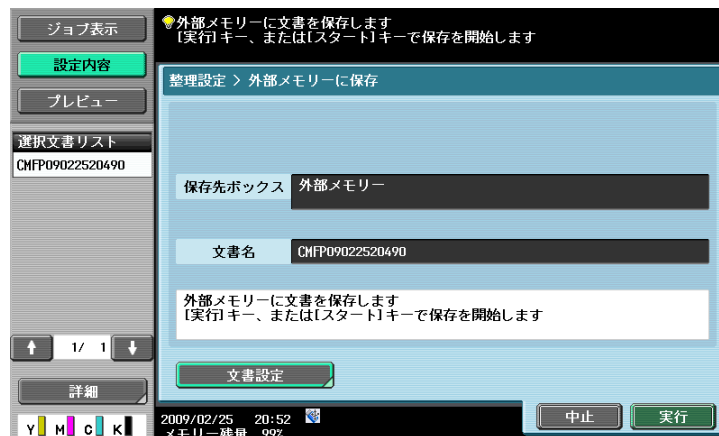 ジョブ表示
設定内容
プレビュー
選択文書リスト
CMFP09022520490
1/ 1
詳細
Y M C K
外部メモリーに文書を保存します
[実行]キー、または[スタート]キーで保存を開始します
整理設定 > 外部メモリーに保存
保存先ボックス 外部メモリー
文書名 CMFP09022520490
外部メモリーに文書を保存します
[実行]キー、または[スタート]キーで保存を開始します
文書設定
2009/02/25 20:52
メモリー残量 99%
中止 実行